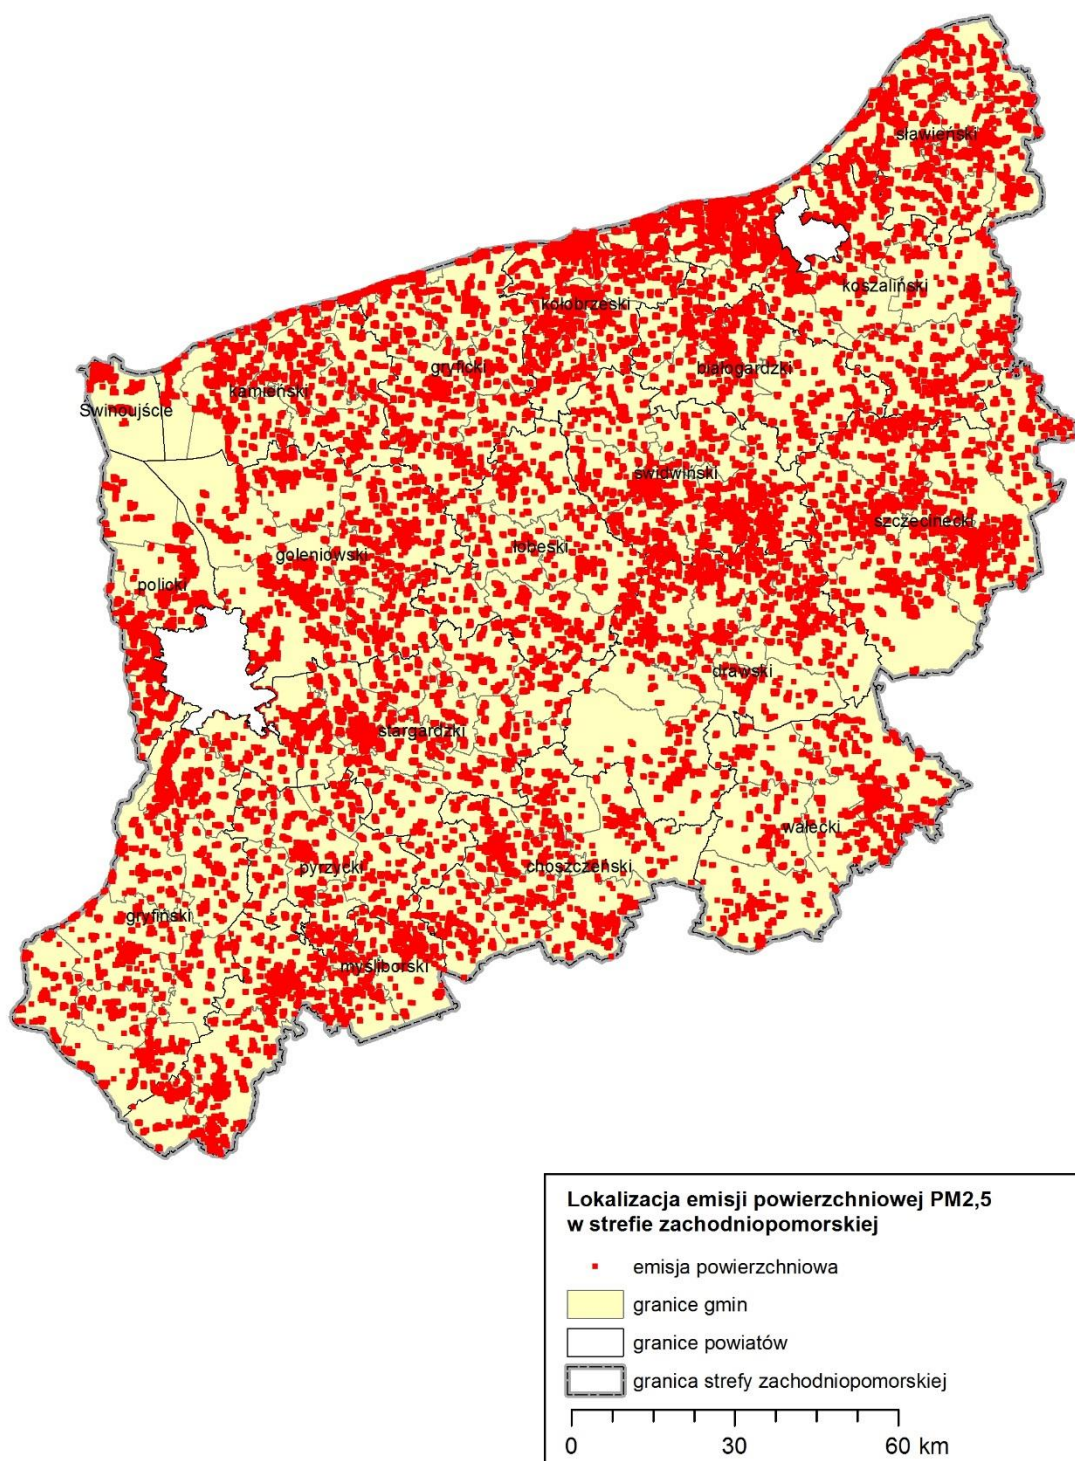 sławieński
koszaliński
kołobrzeski
gryficki
białogardzki
kamieński
Świnoujście
świdwiński
szczecinecki
łobeski
goleniowski
policki
drawski
stargardzki
wałecki
choszczeński
pyrzycki
gryfiński
myśliborski
Lokalizacja emisji powierzchniowej PM2,5
w strefie zachodniopomorskiej
emisja powierzchniowa
granice gmin
granice powiatów
granica strefy zachodniopomorskiej
0 30 60 km